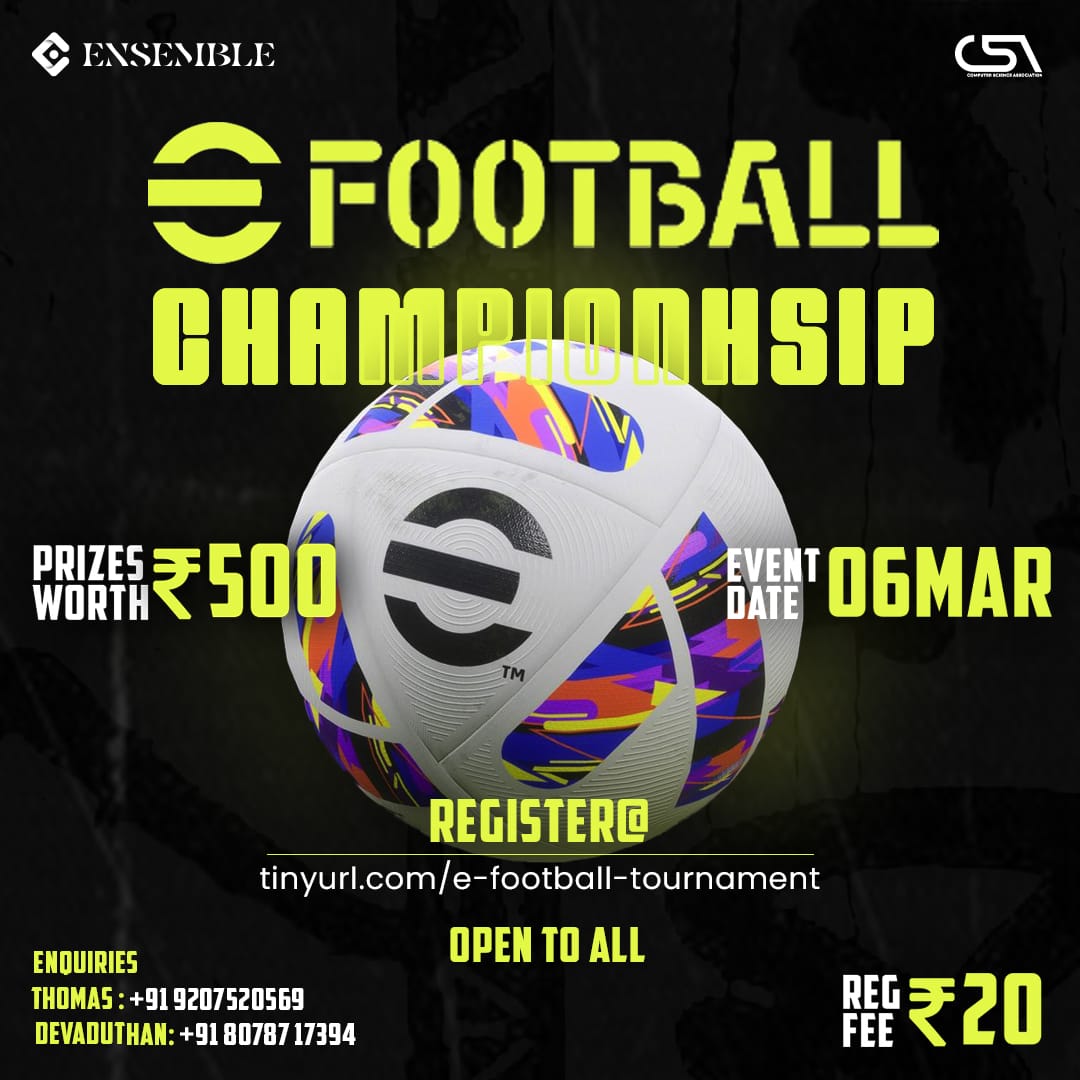 ENSEMBLE
CSA
COMPUTER SCIENCE ASSOCIATION
FOOTBALL
CHAMPIONHSIP
PRIZES WORTH ₹500
EVENT DATE 06MAR
TM
REGISTER@
tinyurl.com/e-football-tournament
OPEN TO ALL
ENQUIRIES
THOMAS : +91 9207520569
DEVADUTHAN: +91 80787 17394
REG FEE ₹20